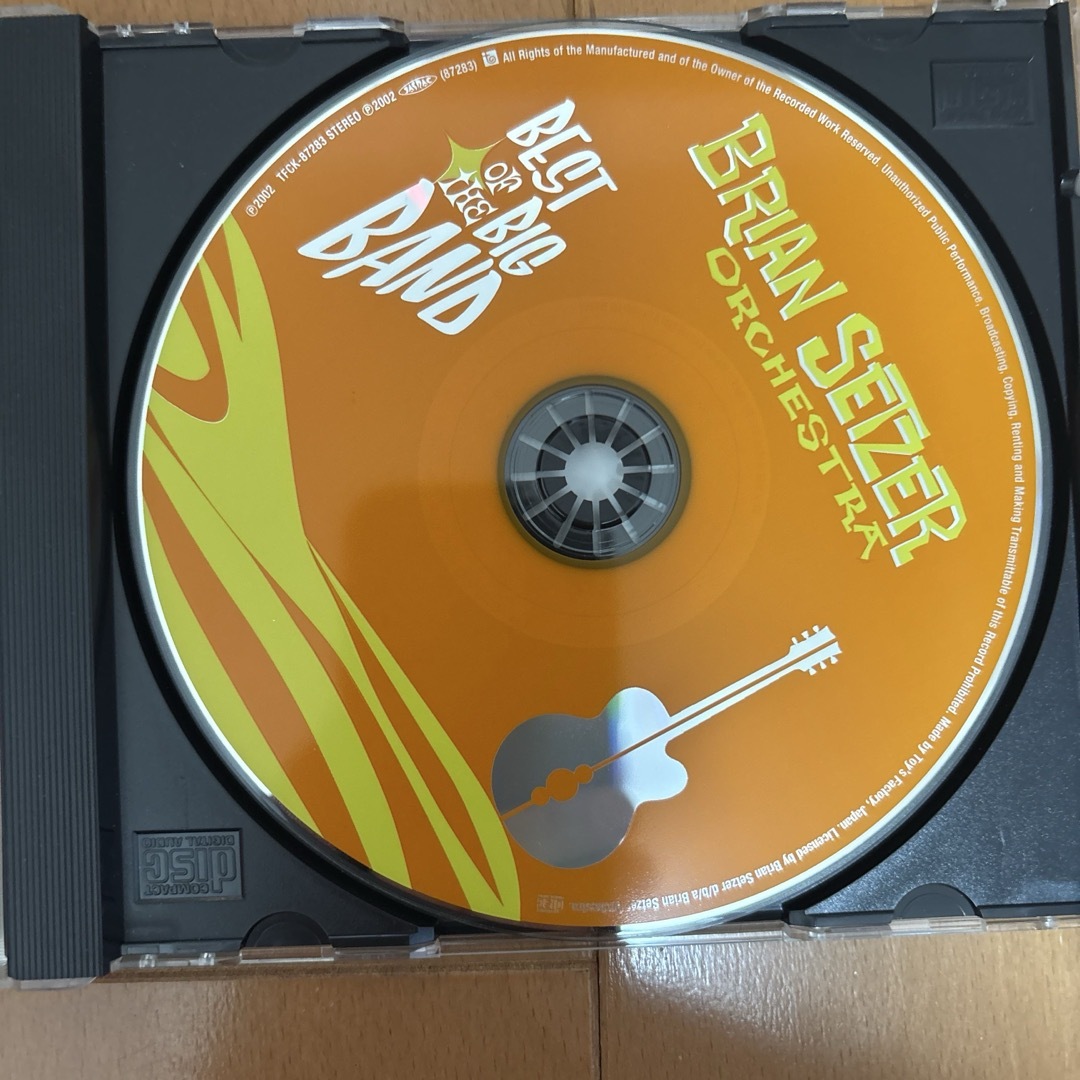 BRIAN SETZER
ORCHESTRA
BEST
OF
THE BIG
BAND
℗2002 TFCK-87283 STEREO ℗2002 (87283) All Rights of the Manufactured and of the Owner of the Recorded Work Reserved. Unauthorized Public Performance, Broadcasting, Copying, Renting and Making Transmittable of this Record Prohibited. Made by Toy's Factory, Japan. Licensed by Brian Setzer d/b/a Brian Setzer
COMPACT
disc
DIGITAL AUDIO